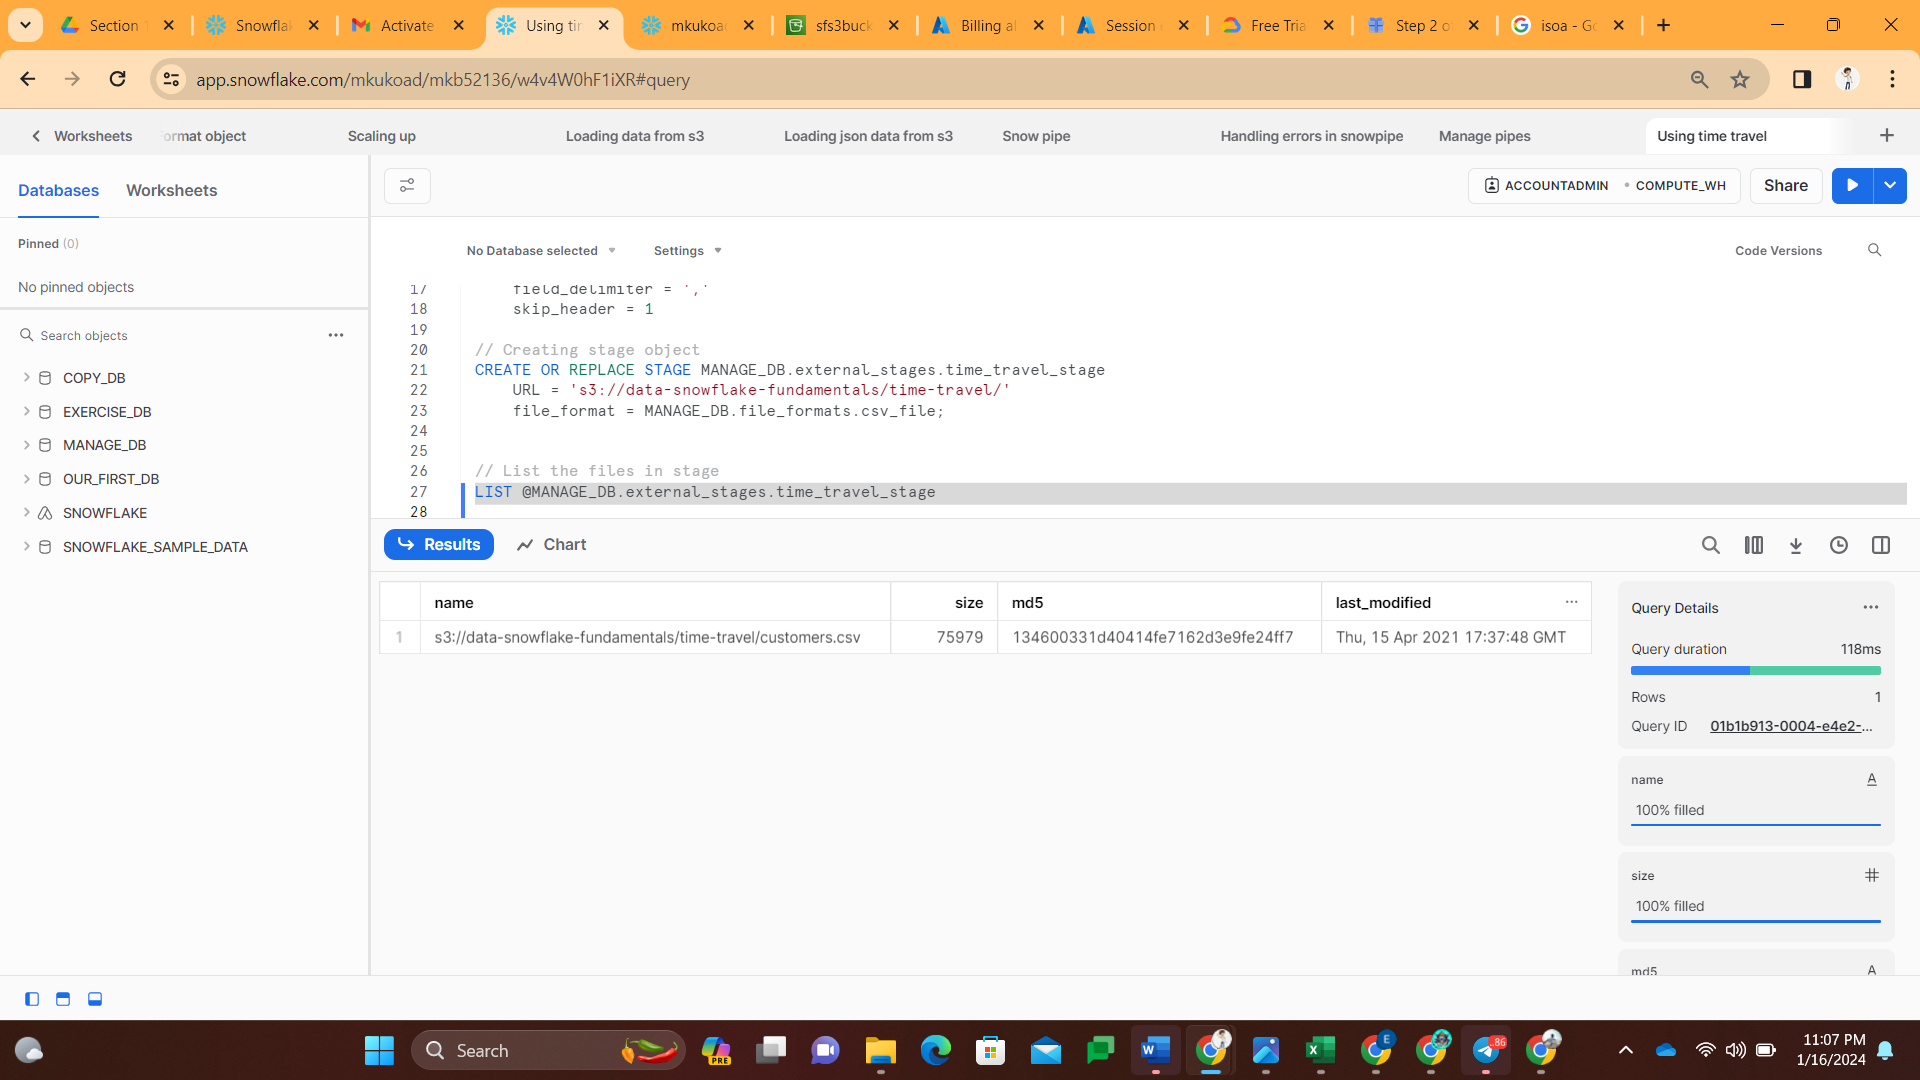 Section
Snowflak
Activate
Using tin
mkukoad
sfs3buck
Billing al
Session
Free Tria
Step 2 o
isoa - Go
app.snowflake.com/mkukoad/mkb52136/w4v4W0hF1iXR#query
Worksheets
ormat object
Scaling up
Loading data from s3
Loading json data from s3
Snow pipe
Handling errors in snowpipe
Manage pipes
Using time travel
Databases
Worksheets
ACCOUNTADMIN
COMPUTE_WH
Share
Pinned (0)
No pinned objects
Search objects
COPY_DB
EXERCISE_DB
MANAGE_DB
OUR_FIRST_DB
SNOWFLAKE
SNOWFLAKE_SAMPLE_DATA
No Database selected
Settings
Code Versions
17 field_delimiter = ','
18 skip_header = 1
19
20 // Creating stage object
21 CREATE OR REPLACE STAGE MANAGE_DB.external_stages.time_travel_stage
22 URL = 's3://data-snowflake-fundamentals/time-travel/'
23 file_format = MANAGE_DB.file_formats.csv_file;
24
25
26 // List the files in stage
27 LIST @MANAGE_DB.external_stages.time_travel_stage
28
Results
Chart
name size md5 last_modified
1 s3://data-snowflake-fundamentals/time-travel/customers.csv 75979 134600331d40414fe7162d3e9fe24ff7 Thu, 15 Apr 2021 17:37:48 GMT
Query Details
Query duration 118ms
Rows 1
Query ID 01b1b913-0004-e4e2-...
name
100% filled
size
100% filled
md5
Search
PRE
E
86
11:07 PM
1/16/2024